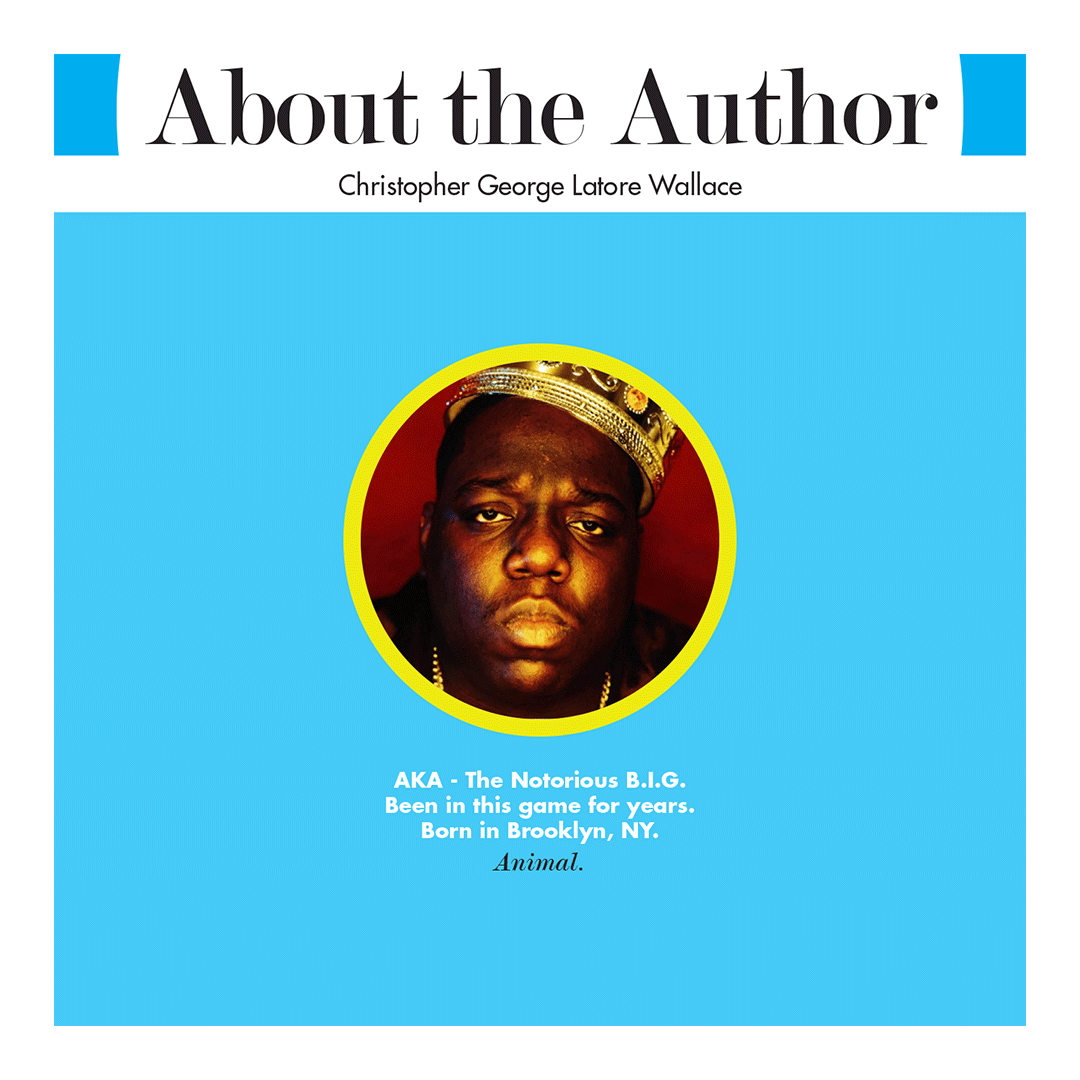 About the Author
Christopher George Latore Wallace
AKA - The Notorious B.I.G.
Been in this game for years.
Born in Brooklyn, NY.
Animal.